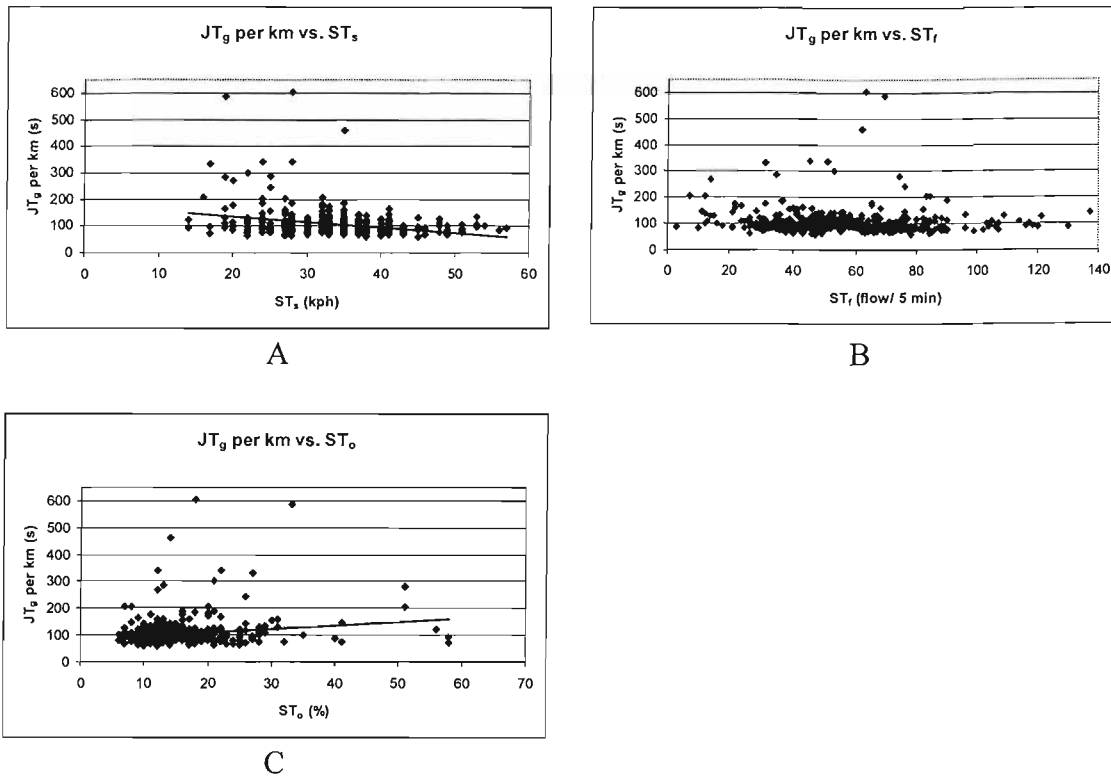 JTg per km vs. STs
JTg per km (s)
600
500
400
300
200
100
0
0 10 20 30 40 50 60
STs (kph)
A
JTg per km vs. STf
JTg per km (s)
600
500
400
300
200
100
0
0 20 40 60 80 100 120 140
STf (flow/ 5 min)
B
JTg per km vs. STo
JTg per km (s)
600
500
400
300
200
100
0
0 10 20 30 40 50 60 70
STo (%)
C